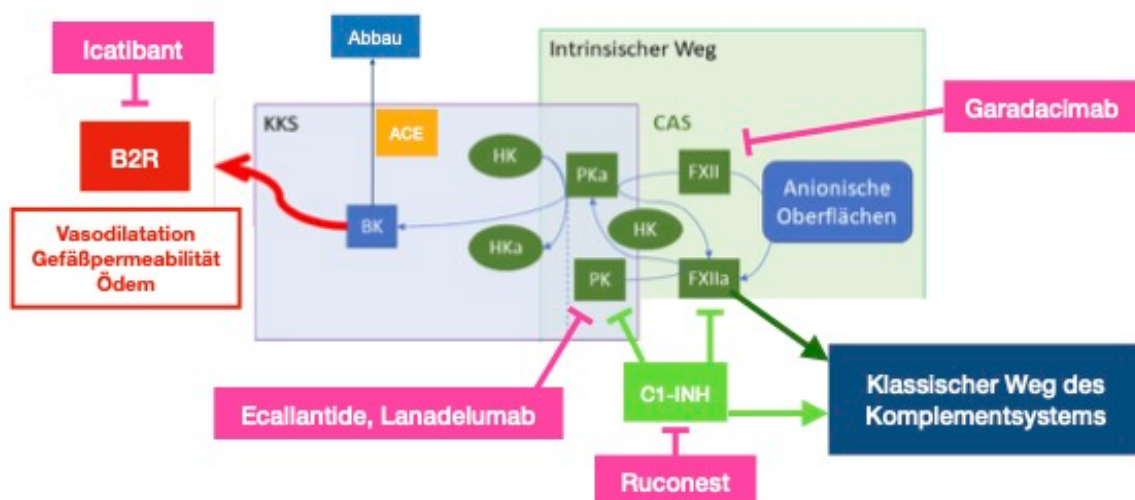 Icatibant
Abbau
Intrinsischer Weg
Garadacimab
KKS
ACE
CAS
B2R
HK
PKa
FXII
Anionische
Oberflächen
BK
HK
HKa
PK
FXIIa
Vasodilatation
Gefäßpermeabilität
Ödem
Ecallantide, Lanadelumab
C1-INH
Klassischer Weg des
Komplementsystems
Ruconest